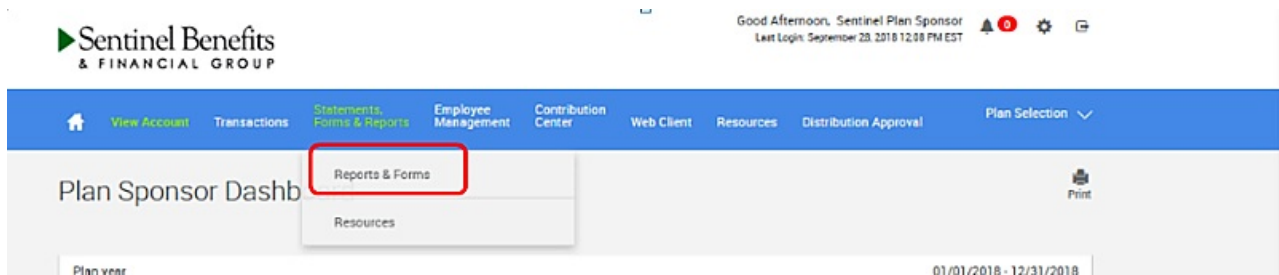 Sentinel Benefits
& FINANCIAL GROUP
Good Afternoon, Sentinel Plan Sponsor
0
Last Login: September 28, 2018 12:08 PM EST
View Account
Transactions
Statements,
Forms & Reports
Employee
Management
Contribution
Center
Web Client
Resources
Distribution Approval
Plan Selection
Reports & Forms
Plan Sponsor Dashb
Print
Resources
Plan year
01/01/2018 - 12/31/2018